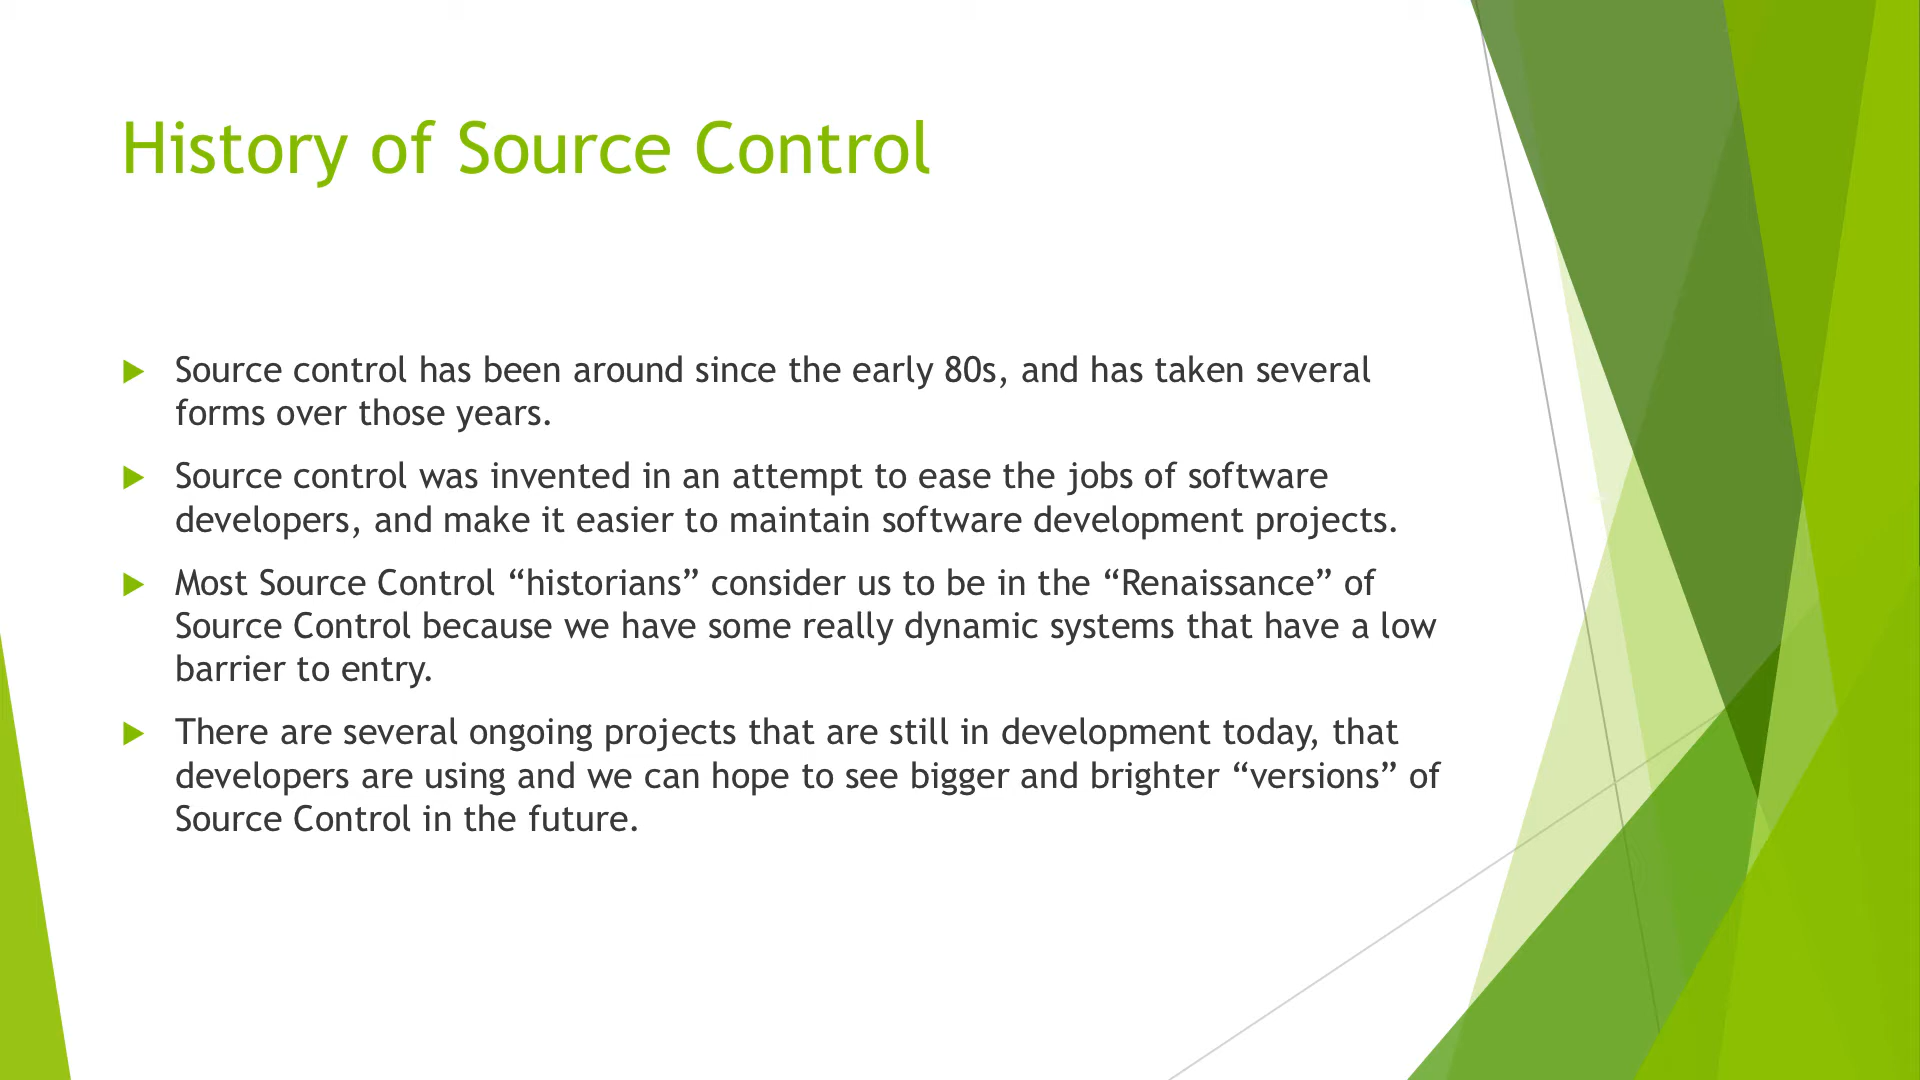 History of Source Control
Source control has been around since the early 80s, and has taken several
forms over those years.
Source control was invented in an attempt to ease the jobs of software
developers, and make it easier to maintain software development projects.
Most Source Control “historians” consider us to be in the “Renaissance” of
Source Control because we have some really dynamic systems that have a low
barrier to entry.
There are several ongoing projects that are still in development today, that
developers are using and we can hope to see bigger and brighter “versions” of
Source Control in the future.